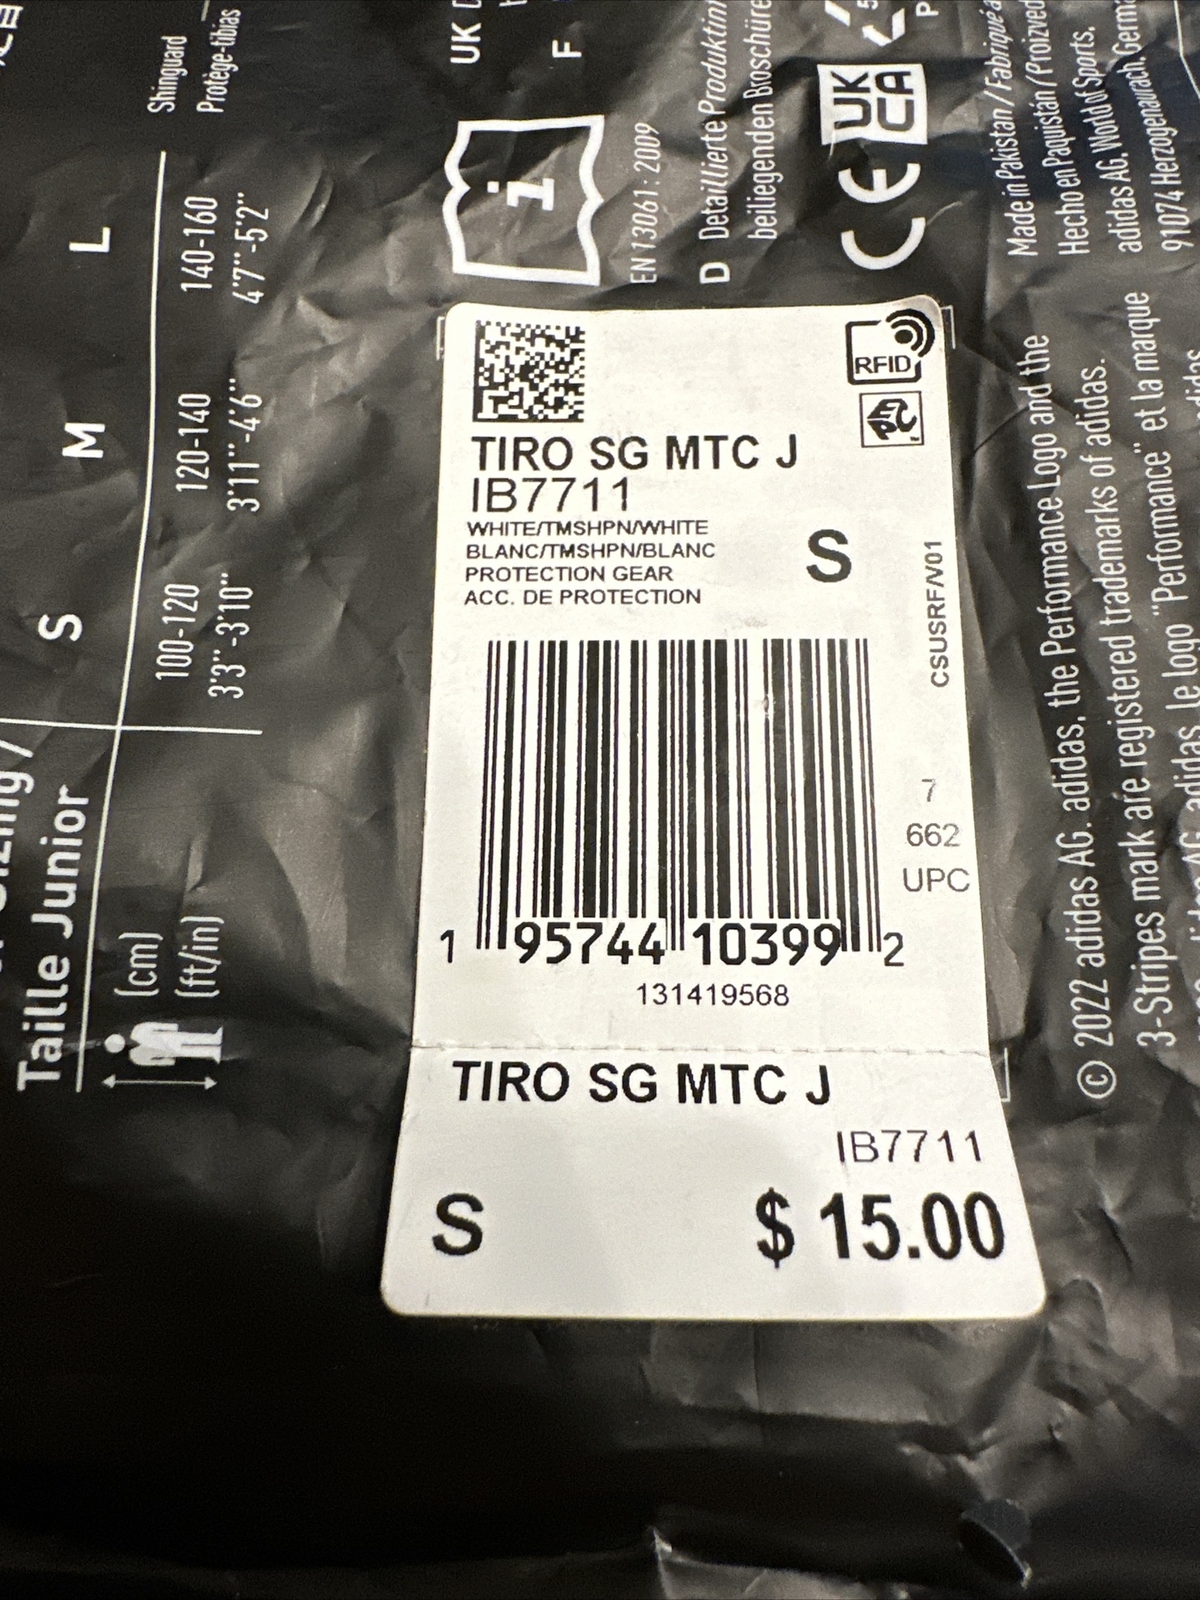 TIRO SG MTC J
IB7711
WHITE/TMSHPN/WHITE
BLANC/TMSHPN/BLANC
PROTECTION GEAR
ACC. DE PROTECTION
S
RFID
CSUSRF/V01
7
662
UPC
1 95744 10399 2
131419568
TIRO SG MTC J
IB7711
S $ 15.00
Taille Junior
S M L
Shinguard
Protège-tibias
(cm) 100-120 120-140 140-160
(ft/in) 3'3"-3'10" 3'11"-4'6" 4'7"-5'2"
UK
F
i
EN 13061 : 2009
D Detaillierte
beiliegenden Broschüre
CE UK CA
Made in Pakistan / Fabriqué
Hecho en Paquistán /
adidas AG, World of Sports,
91074 Herzogenaurach,
© 2022 adidas AG. adidas, the Performance Logo and the
3-Stripes mark are registered trademarks of adidas.
adidas, le logo "Performance" et la marque